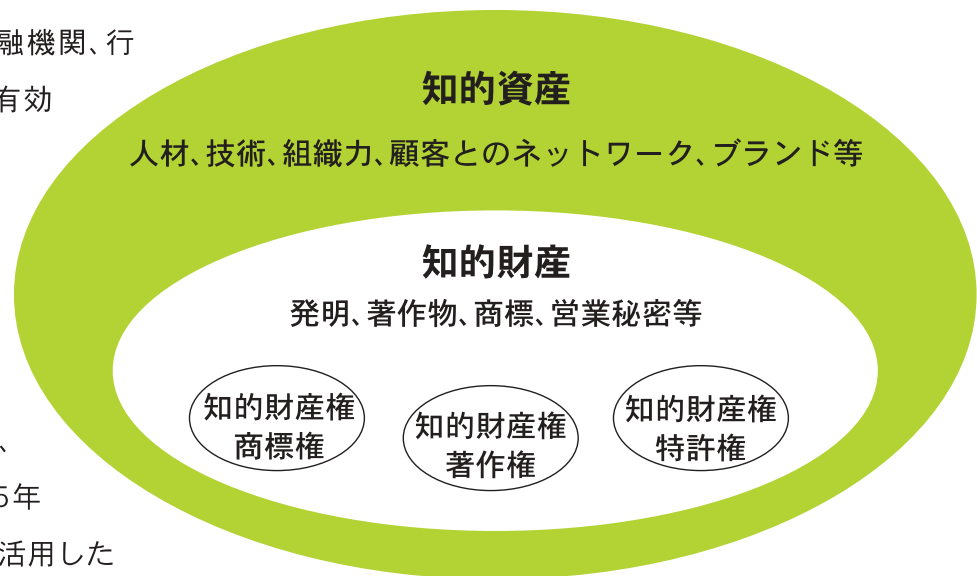 融機関、行
有効
、
5年
活用した
知的資産
人材、技術、組織力、顧客とのネットワーク、ブランド等
知的財産
発明、著作物、商標、営業秘密等
知的財産権
商標権
知的財産権
著作権
知的財産権
特許権